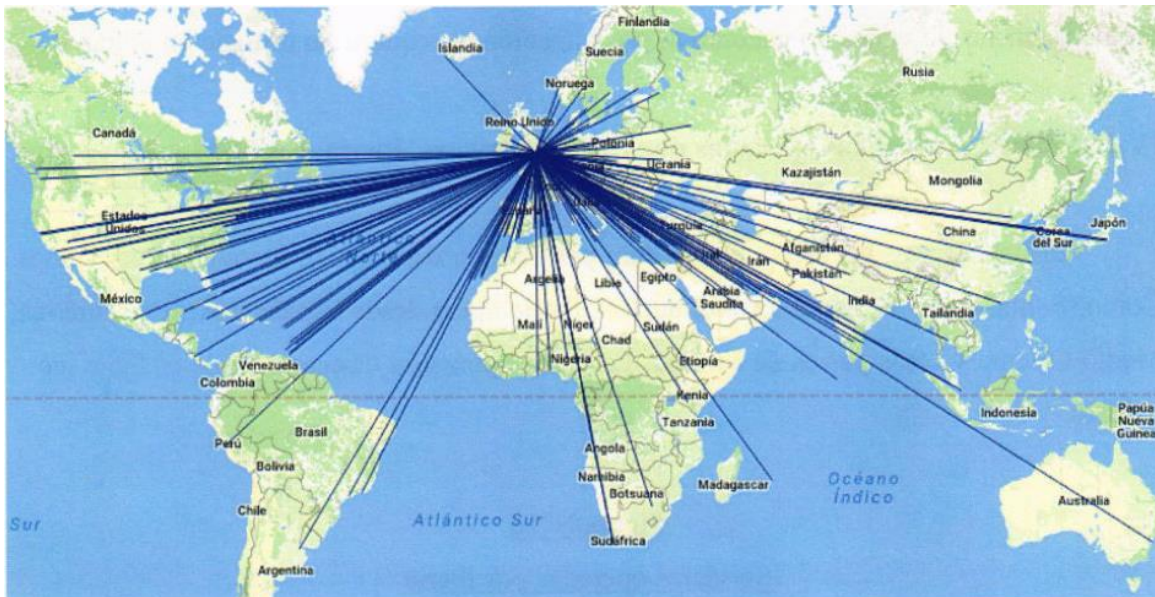 Finlandia
Islandia
Suecia
Rusia
Noruega
Reino Unido
Canadá
Polonia
Ucrania
Kazajistán
Mongolia
Estados
Unidos
Turquía
China
Corea
del Sur
Japón
Norte
Irak
Irán
Afganistán
Pakistán
Argelia
Libia
Egipto
Arabia
Saudita
México
India
Tailandia
Malí
Níger
Chad
Sudán
Nigeria
Etiopía
Venezuela
Colombia
Kenia
Indonesia
Papúa
Nueva
Guinea
Tanzania
Perú
Brasil
Angola
Bolivia
Namibia
Botsuana
Madagascar
Océano
Índico
Australia
Chile
Sur
Atlántico Sur
Sudáfrica
Argentina